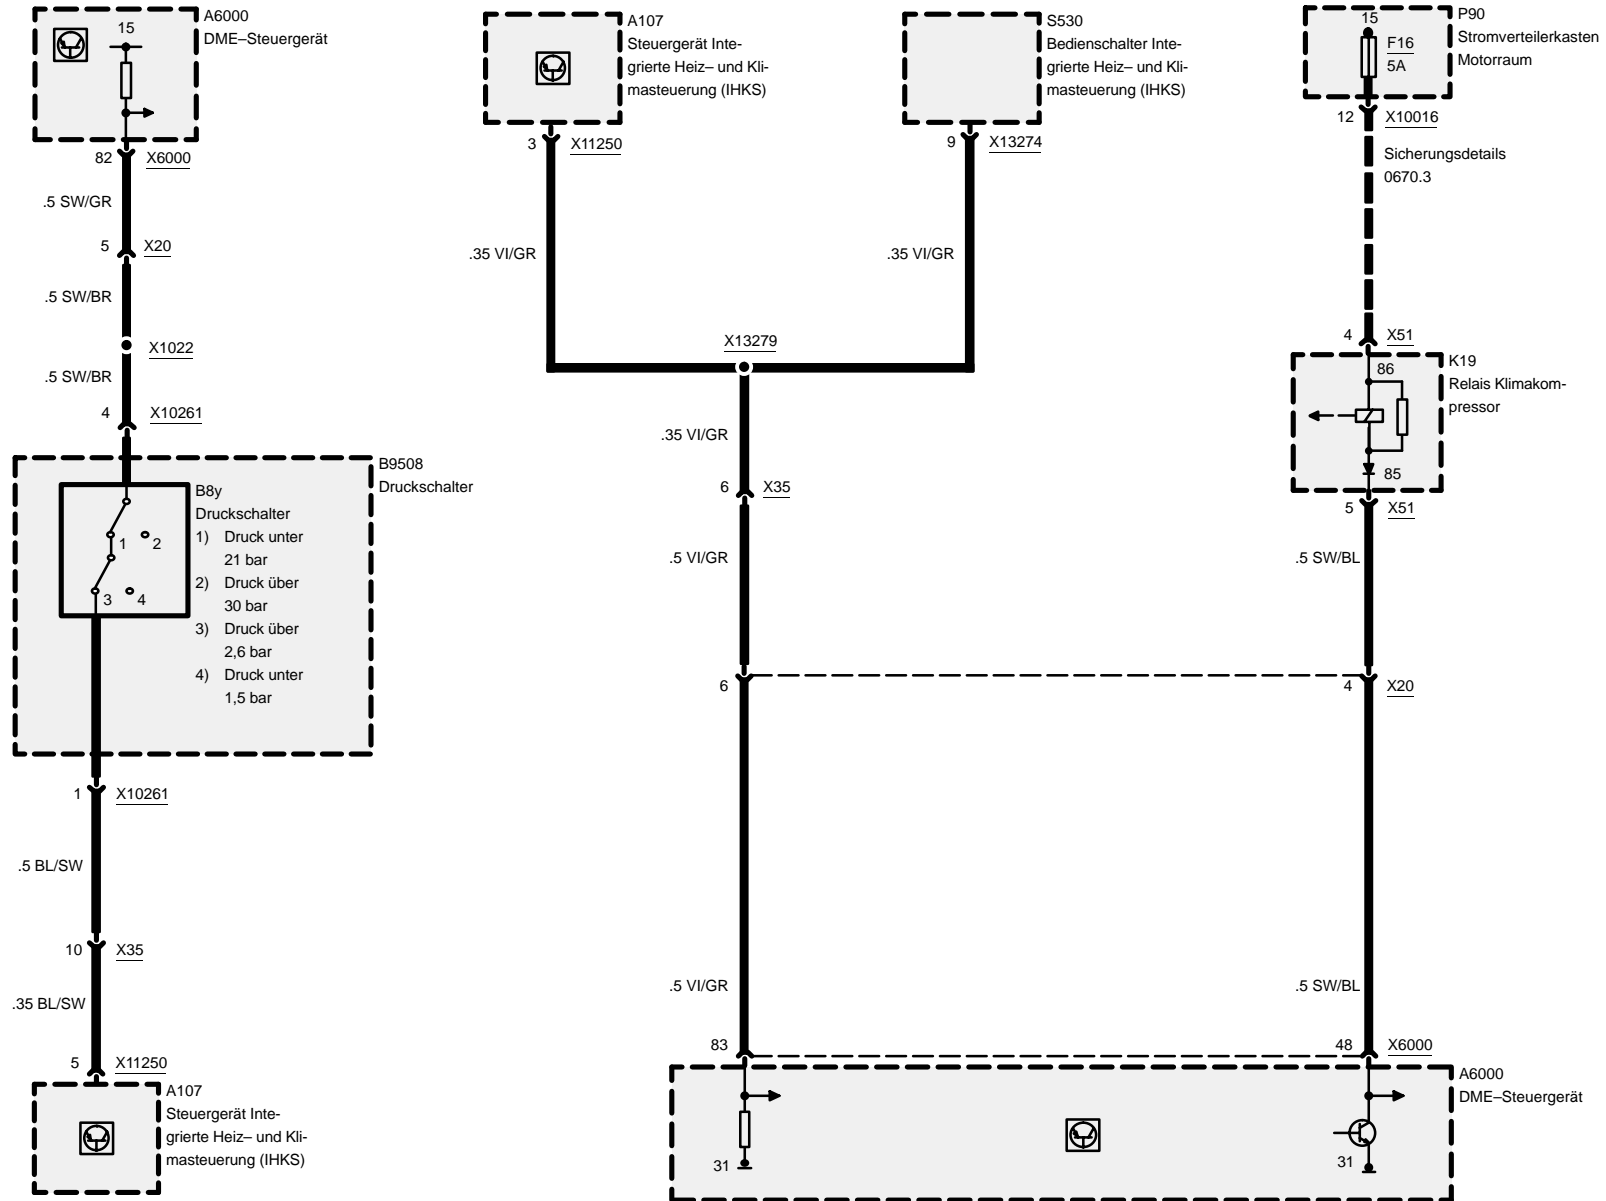 A6000
DME–Steuergerät
15
82 X6000
.5 SW/GR
5 X20
.5 SW/BR
X1022
.5 SW/BR
4 X10261
B9508
Druckschalter
B8y
Druckschalter
1) Druck unter
21 bar
2) Druck über
30 bar
3) Druck über
2,6 bar
4) Druck unter
1,5 bar
1 2
3 4
1 X10261
.5 BL/SW
10 X35
.35 BL/SW
5 X11250
A107
Steuergerät Inte-
grierte Heiz– und Kli-
masteuerung (IHKS)
A107
Steuergerät Inte-
grierte Heiz– und Kli-
masteuerung (IHKS)
3 X11250
.35 VI/GR
S530
Bedienschalter Inte-
grierte Heiz– und Kli-
masteuerung (IHKS)
9 X13274
.35 VI/GR
X13279
.35 VI/GR
6 X35
.5 VI/GR
6
.5 VI/GR
83
P90
Stromverteilerkasten
Motorraum
15
F16
5A
12 X10016
Sicherungsdetails
0670.3
4 X51
K19
Relais Klimakom-
pressor
86
85
5 X51
.5 SW/BL
4 X20
.5 SW/BL
48 X6000
A6000
DME–Steuergerät
31
31